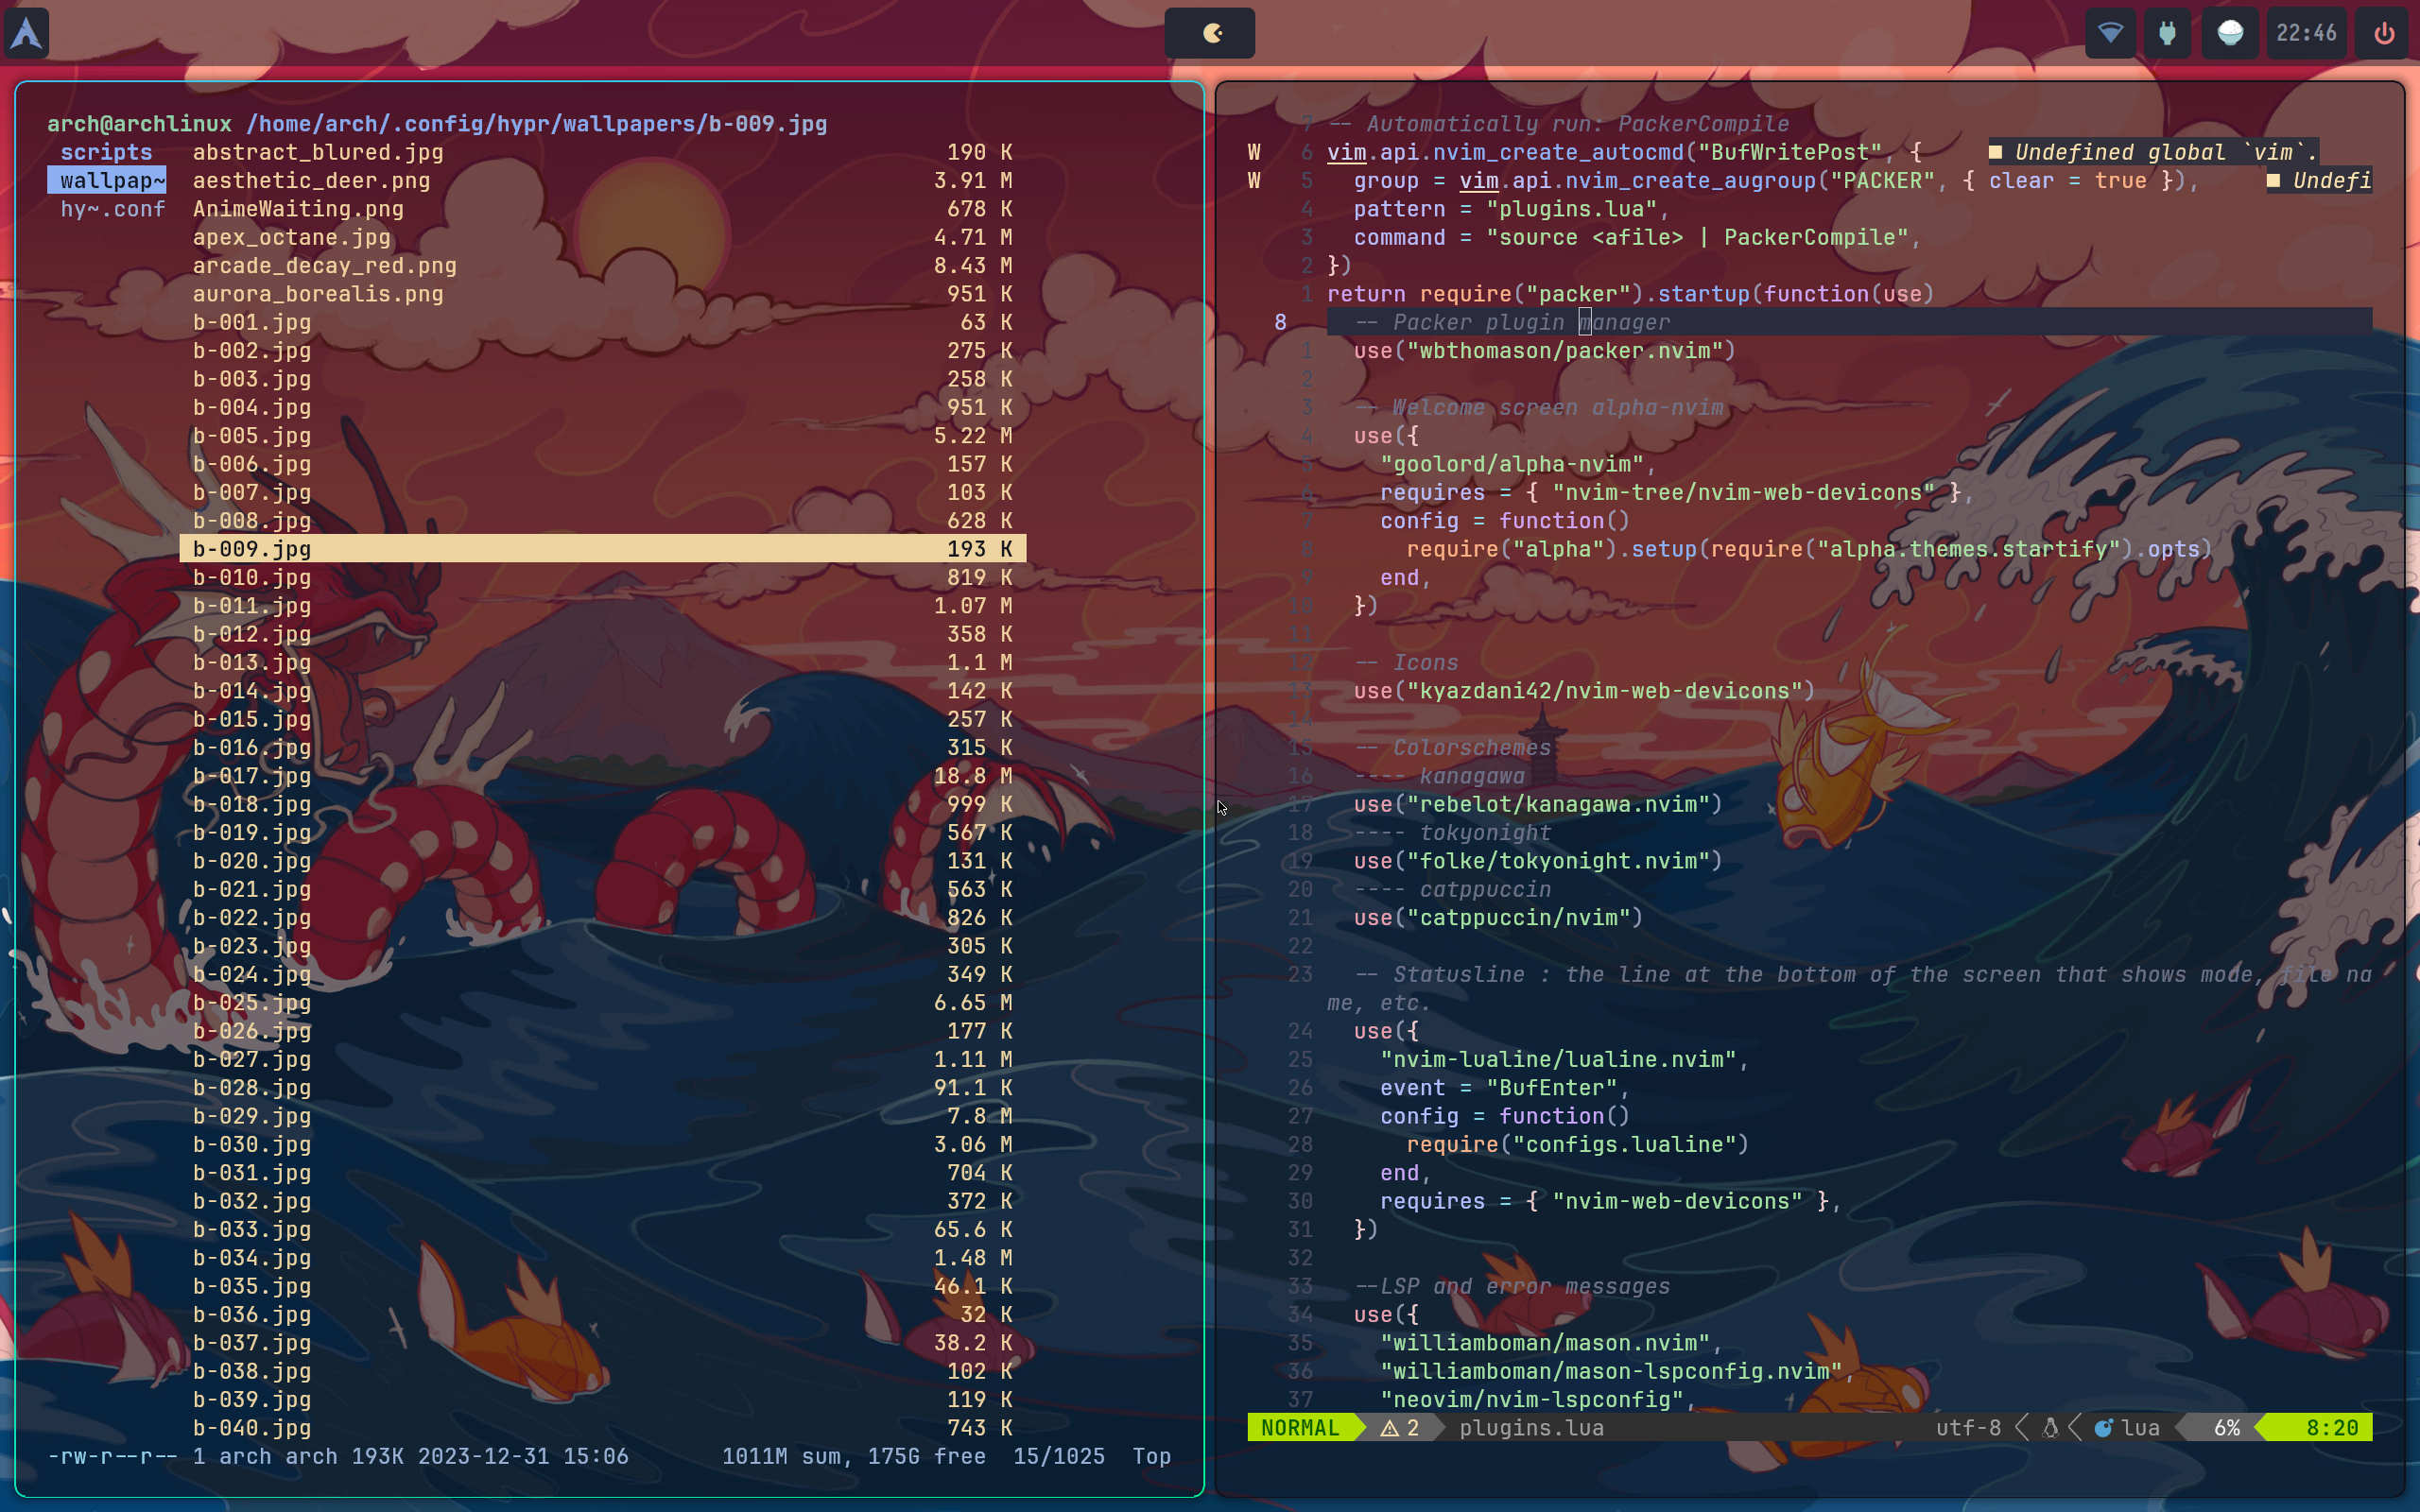 22:46
arch@archlinux /home/arch/.config/hypr/wallpapers/b-009.jpg
scripts abstract_blured.jpg 190 K
wallpap~ aesthetic_deer.png 3.91 M
hy~.conf AnimeWaiting.png 678 K
apex_octane.jpg 4.71 M
arcade_decay_red.png 8.43 M
aurora_borealis.png 951 K
b-001.jpg 63 K
b-002.jpg 275 K
b-003.jpg 258 K
b-004.jpg 951 K
b-005.jpg 5.22 M
b-006.jpg 157 K
b-007.jpg 103 K
b-008.jpg 628 K
b-009.jpg 193 K
b-010.jpg 819 K
b-011.jpg 1.07 M
b-012.jpg 358 K
b-013.jpg 1.1 M
b-014.jpg 142 K
b-015.jpg 257 K
b-016.jpg 315 K
b-017.jpg 18.8 M
b-018.jpg 999 K
b-019.jpg 567 K
b-020.jpg 131 K
b-021.jpg 563 K
b-022.jpg 826 K
b-023.jpg 305 K
b-024.jpg 349 K
b-025.jpg 6.65 M
b-026.jpg 177 K
b-027.jpg 1.11 M
b-028.jpg 91.1 K
b-029.jpg 7.8 M
b-030.jpg 3.06 M
b-031.jpg 704 K
b-032.jpg 372 K
b-033.jpg 65.6 K
b-034.jpg 1.48 M
b-035.jpg 46.1 K
b-036.jpg 32 K
b-037.jpg 38.2 K
b-038.jpg 102 K
b-039.jpg 119 K
b-040.jpg 743 K
-rw-r--r-- 1 arch arch 193K 2023-12-31 15:06 1011M sum, 175G free 15/1025 Top
7 -- Automatically run: PackerCompile
W 6 vim.api.nvim_create_autocmd("BufWritePost", { ■ Undefined global `vim`.
W 5 group = vim.api.nvim_create_augroup("PACKER", { clear = true }), ■ Undefi
4 pattern = "plugins.lua",
3 command = "source <afile> | PackerCompile",
2 })
1 return require("packer").startup(function(use)
8 -- Packer plugin manager
1 use("wbthomason/packer.nvim")
2
3 -- Welcome screen alpha-nvim
4 use({
5 "goolord/alpha-nvim",
6 requires = { "nvim-tree/nvim-web-devicons" },
7 config = function()
8 require("alpha").setup(require("alpha.themes.startify").opts)
9 end,
10 })
11
12 -- Icons
13 use("kyazdani42/nvim-web-devicons")
14
15 -- Colorschemes
16 ---- kanagawa
17 use("rebelot/kanagawa.nvim")
18 ---- tokyonight
19 use("folke/tokyonight.nvim")
20 ---- catppuccin
21 use("catppuccin/nvim")
22
23 -- Statusline : the line at the bottom of the screen that shows mode, file na
me, etc.
24 use({
25 "nvim-lualine/lualine.nvim",
26 event = "BufEnter",
27 config = function()
28 require("configs.lualine")
29 end,
30 requires = { "nvim-web-devicons" },
31 })
32
33 --LSP and error messages
34 use({
35 "williamboman/mason.nvim",
36 "williamboman/mason-lspconfig.nvim",
37 "neovim/nvim-lspconfig",
NORMAL 2 plugins.lua utf-8 lua 6% 8:20